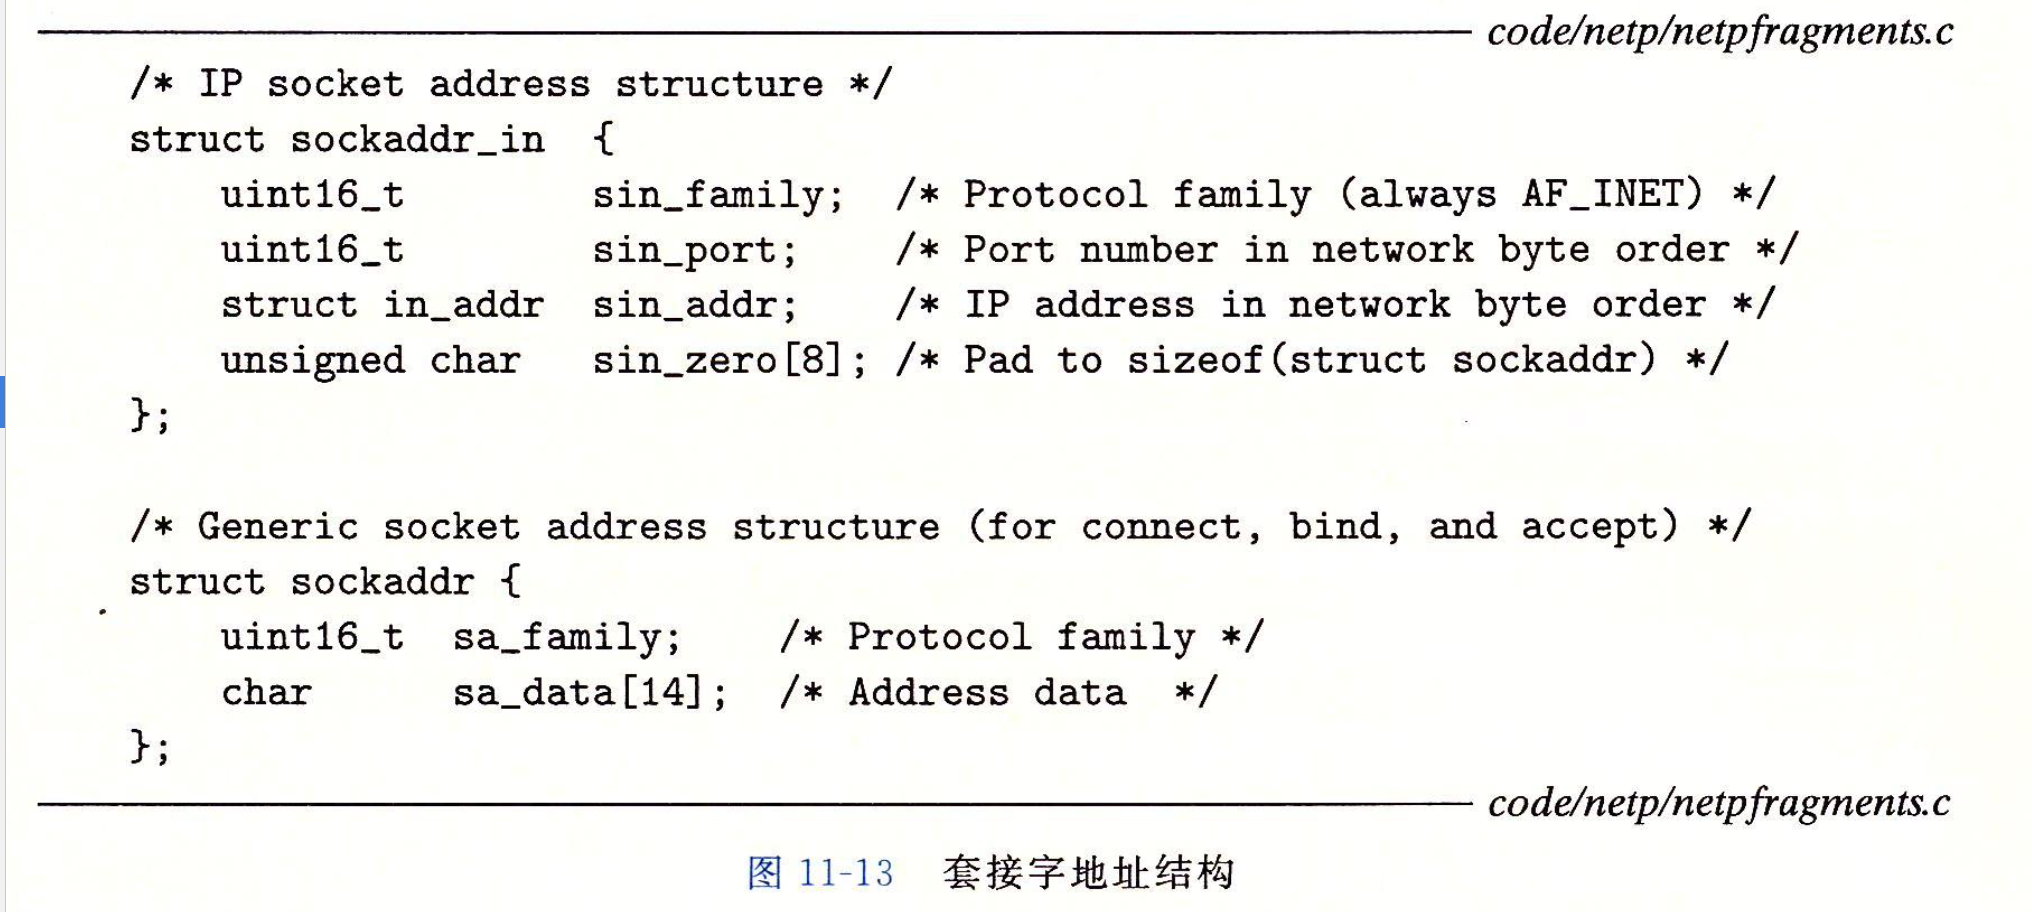 code/netp/netpfragments.c
/* IP socket address structure */
struct sockaddr_in  {
    uint16_t        sin_family;  /* Protocol family (always AF_INET) */
    uint16_t        sin_port;    /* Port number in network byte order */
    struct in_addr  sin_addr;    /* IP address in network byte order */
    unsigned char   sin_zero[8]; /* Pad to sizeof(struct sockaddr) */
};
/* Generic socket address structure (for connect, bind, and accept) */
struct sockaddr {
    uint16_t  sa_family;    /* Protocol family */
    char      sa_data[14];  /* Address data  */
};
code/netp/netpfragments.c
图 11-13  套接字地址结构